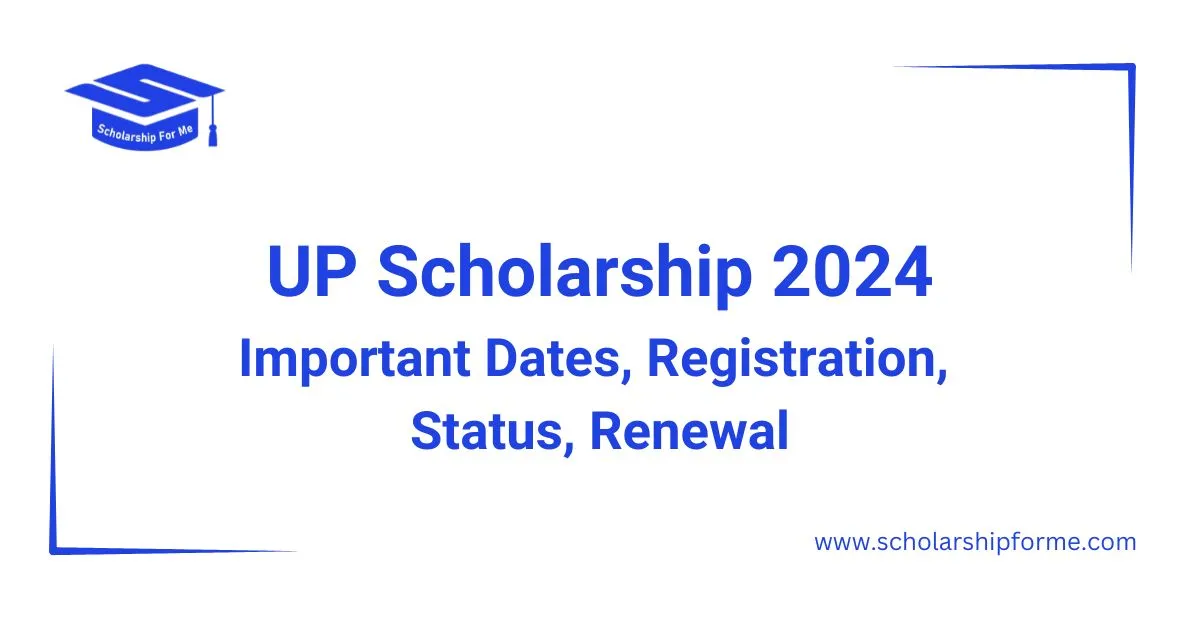 Scholarship For Me
UP Scholarship 2024
Important Dates, Registration,
Status, Renewal
www.scholarshipforme.com